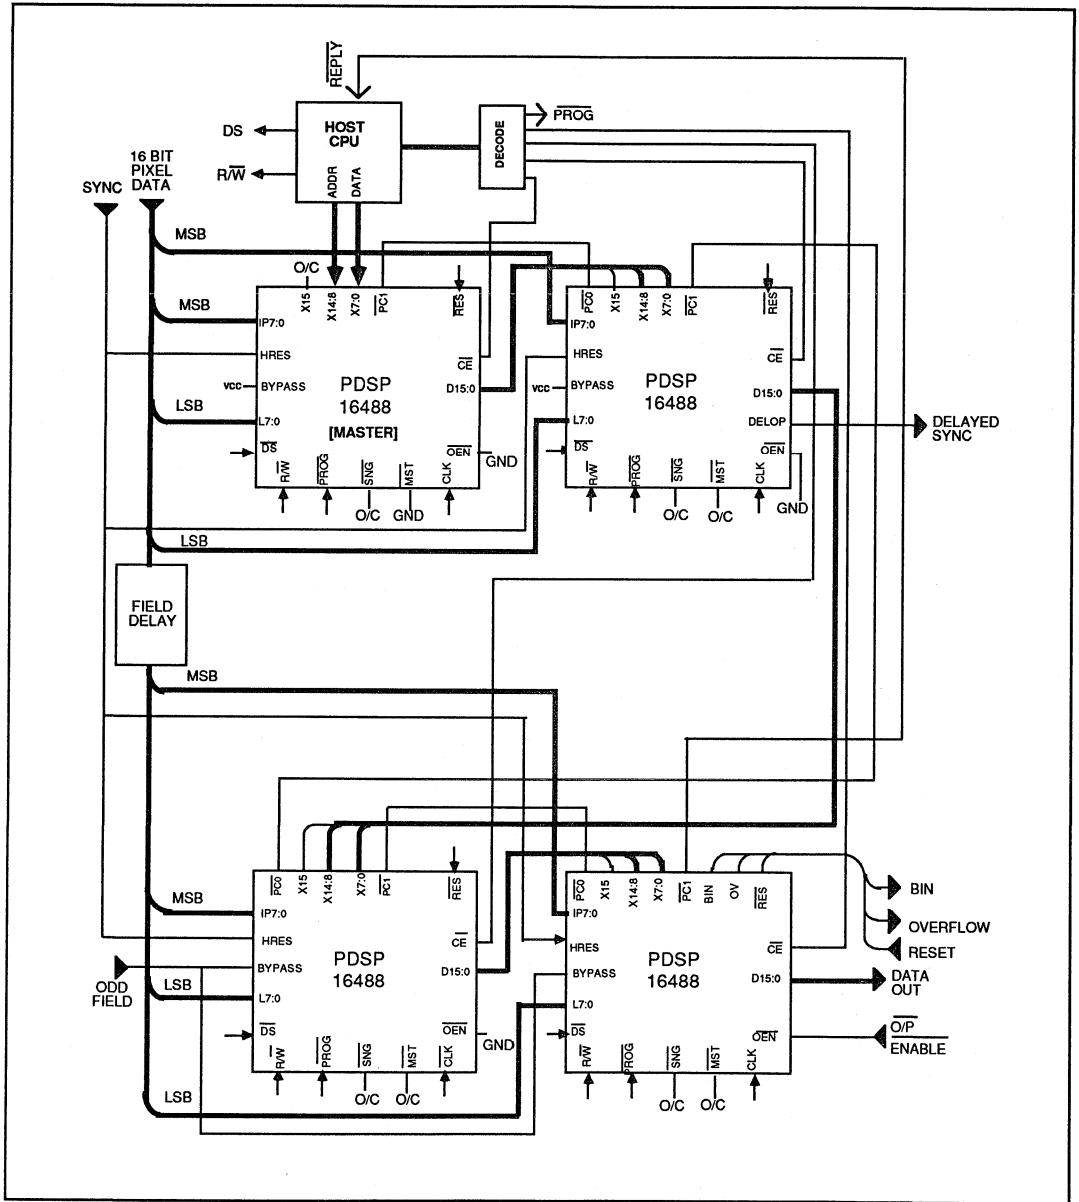 REPLY
HOST
CPU
DS
R/W
ADDR
DATA
DECODE
PROG
SYNC
16 BIT
PIXEL
DATA
MSB
MSB
LSB
LSB
O/C
X15
X14:8
X7:0
PC1
RES
IP7:0
HRES
VCC
BYPASS
L7:0
DS
PDSP
16488
[MASTER]
CE
D15:0
OEN
GND
R/W
PROG
SNG
MST
CLK
O/C
GND
PC0
X15
X14:8
X7:0
PC1
RES
IP7:0
HRES
VCC
BYPASS
L7:0
DS
PDSP
16488
CE
D15:0
DELOP
OEN
GND
DELAYED
SYNC
R/W
PROG
SNG
MST
CLK
O/C
O/C
FIELD
DELAY
MSB
MSB
LSB
LSB
ODD
FIELD
PC0
X15
X14:8
X7:0
PC1
RES
IP7:0
HRES
BYPASS
L7:0
DS
PDSP
16488
CE
D15:0
OEN
GND
R/W
PROG
SNG
MST
CLK
O/C
O/C
PC0
X15
X14:8
X7:0
PC1
BIN
OV
RES
IP7:0
HRES
BYPASS
L7:0
DS
PDSP
16488
CE
D15:0
OEN
R/W
PROG
SNG
MST
CLK
O/C
O/C
BIN
OVERFLOW
RESET
DATA
OUT
O/P
ENABLE